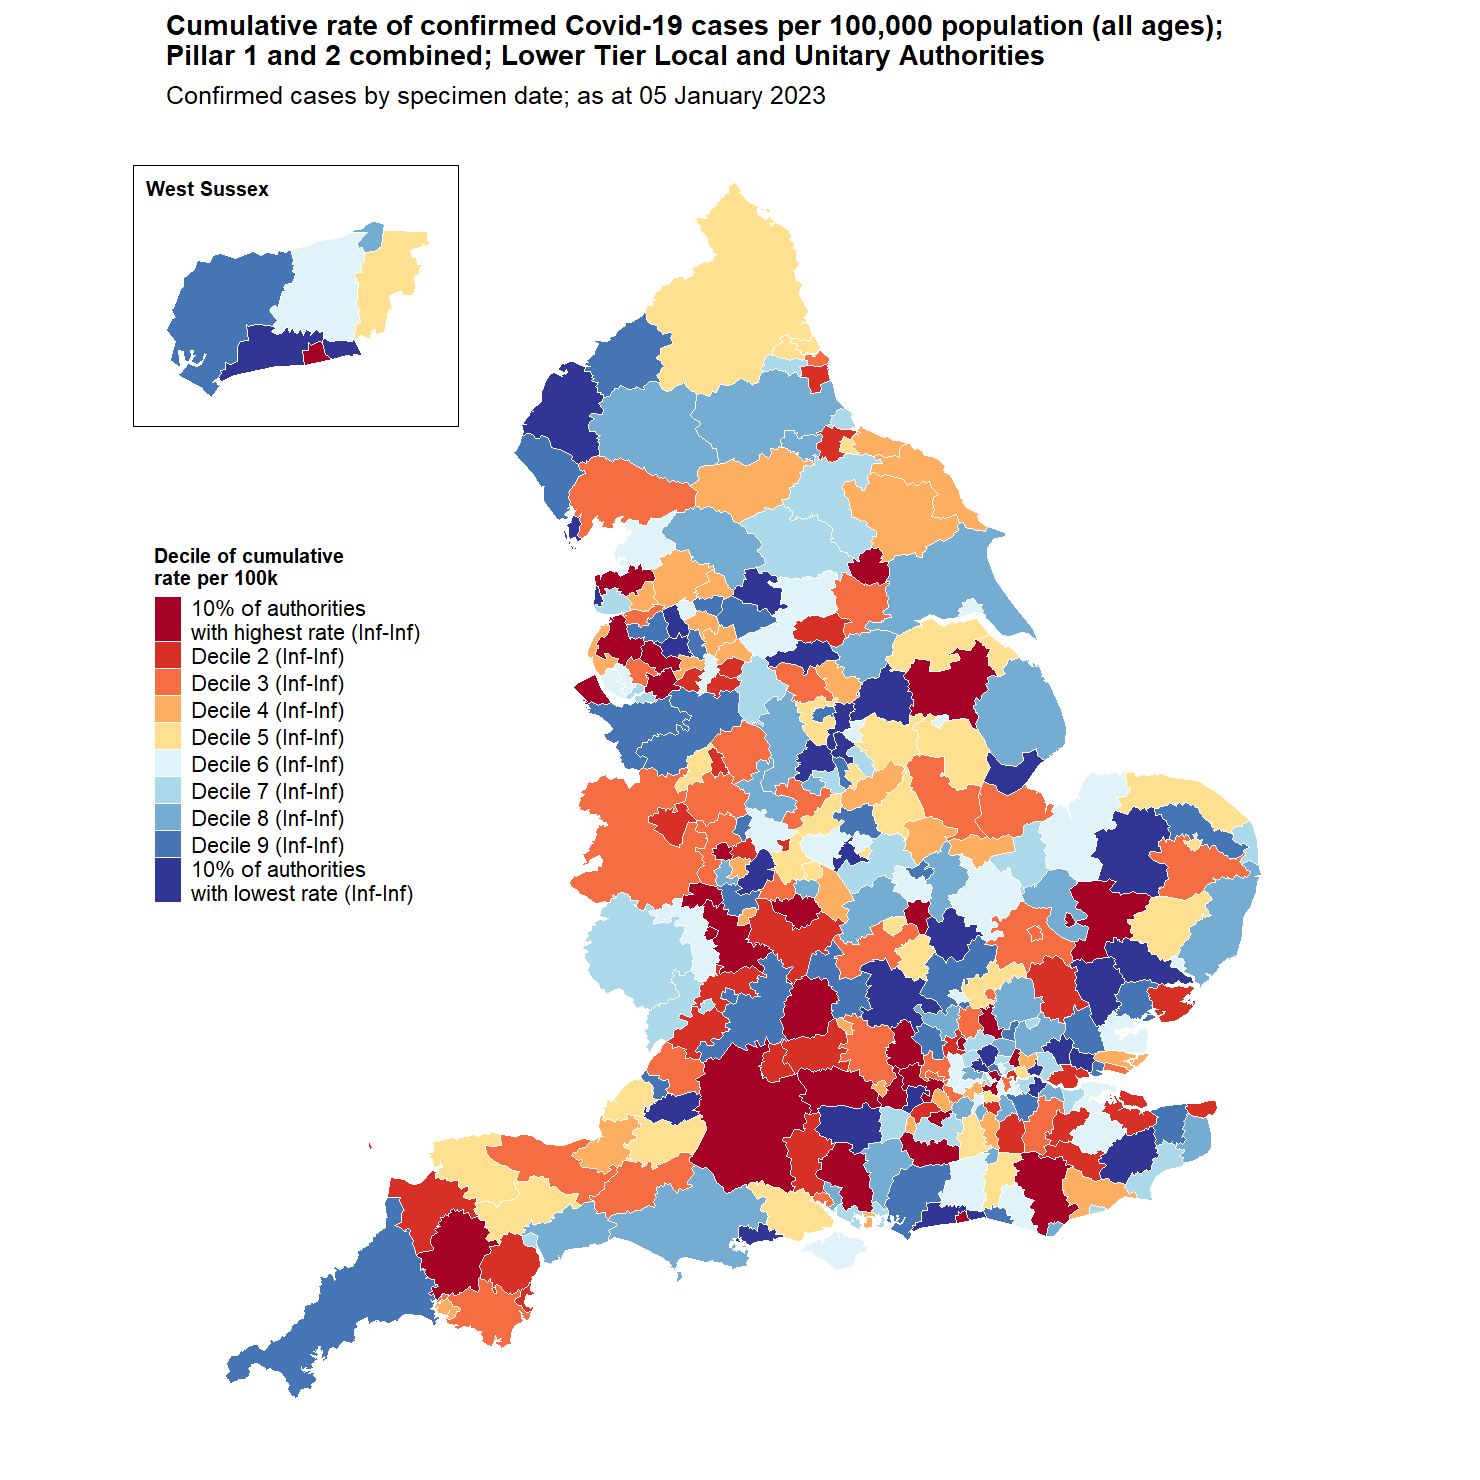 Cumulative rate of confirmed Covid-19 cases per 100,000 population (all ages);
Pillar 1 and 2 combined; Lower Tier Local and Unitary Authorities
Confirmed cases by specimen date; as at 05 January 2023
West Sussex
Decile of cumulative
rate per 100k
10% of authorities
with highest rate (Inf-Inf)
Decile 2 (Inf-Inf)
Decile 3 (Inf-Inf)
Decile 4 (Inf-Inf)
Decile 5 (Inf-Inf)
Decile 6 (Inf-Inf)
Decile 7 (Inf-Inf)
Decile 8 (Inf-Inf)
Decile 9 (Inf-Inf)
10% of authorities
with lowest rate (Inf-Inf)